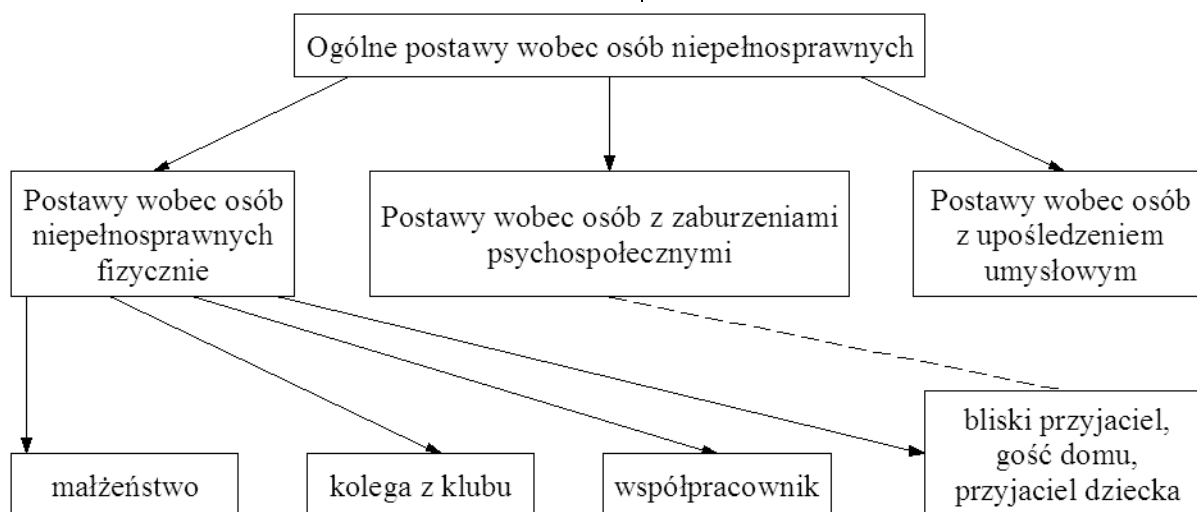 Ogólne postawy wobec osób niepełnosprawnych
Postawy wobec osób
niepełnosprawnych
fizycznie
Postawy wobec osób z zaburzeniami
psychospołecznymi
Postawy wobec osób
z upośledzeniem
umysłowym
małżeństwo
kolega z klubu
współpracownik
bliski przyjaciel,
gość domu,
przyjaciel dziecka